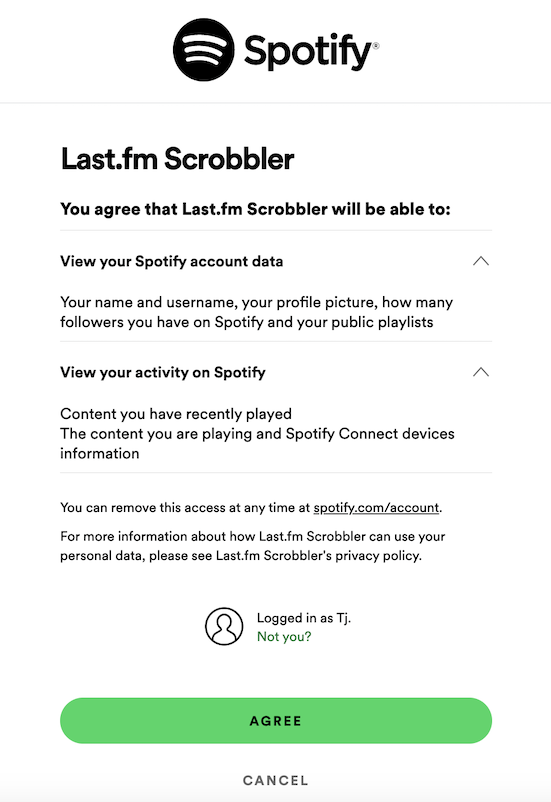 Spotify®
Last.fm Scrobbler
You agree that Last.fm Scrobbler will be able to:
View your Spotify account data
Your name and username, your profile picture, how many
followers you have on Spotify and your public playlists
View your activity on Spotify
Content you have recently played
The content you are playing and Spotify Connect devices
information
You can remove this access at any time at spotify.com/account.
For more information about how Last.fm Scrobbler can use your
personal data, please see Last.fm Scrobbler's privacy policy.
Logged in as Tj.
Not you?
AGREE
CANCEL